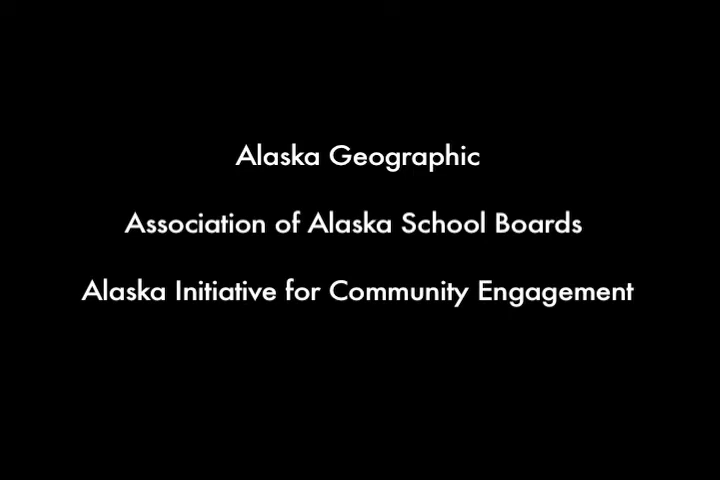 Alaska Geographic
Association of Alaska School Boards
Alaska Initiative for Community Engagement